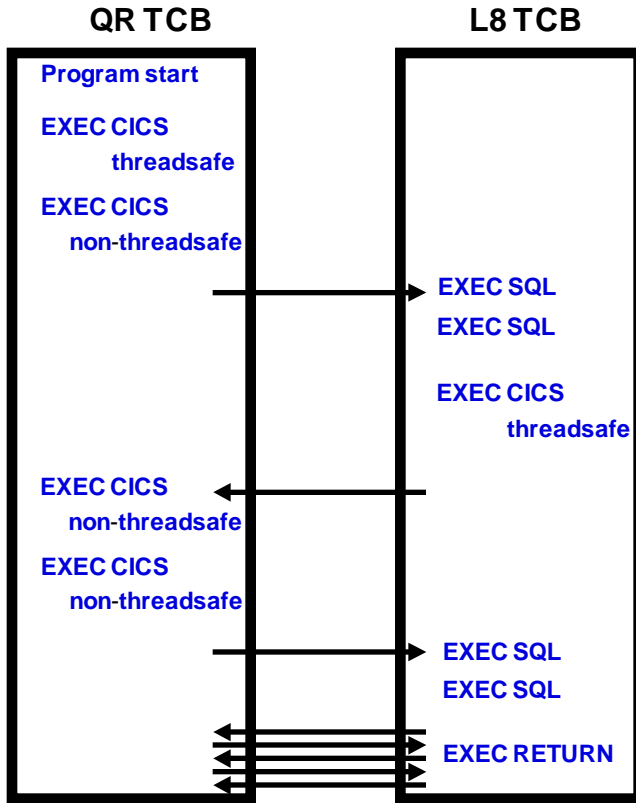 QR TCB
L8 TCB
Program start
EXEC CICS
threadsafe
EXEC CICS
non-threadsafe
EXEC SQL
EXEC SQL
EXEC CICS
threadsafe
EXEC CICS
non-threadsafe
EXEC CICS
non-threadsafe
EXEC SQL
EXEC SQL
EXEC RETURN